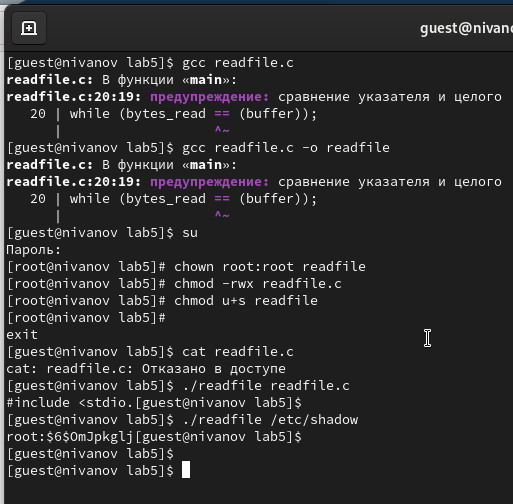 guest@nivano
[guest@nivanov lab5]$ gcc readfile.c
readfile.c: В функции «main»:
readfile.c:20:19: предупреждение: сравнение указателя и целого
   20 | while (bytes_read == (buffer));
      |                   ^~
[guest@nivanov lab5]$ gcc readfile.c -o readfile
readfile.c: В функции «main»:
readfile.c:20:19: предупреждение: сравнение указателя и целого
   20 | while (bytes_read == (buffer));
      |                   ^~
[guest@nivanov lab5]$ su
Пароль:
[root@nivanov lab5]# chown root:root readfile
[root@nivanov lab5]# chmod -rwx readfile.c
[root@nivanov lab5]# chmod u+s readfile
[root@nivanov lab5]#
exit
[guest@nivanov lab5]$ cat readfile.c
cat: readfile.c: Отказано в доступе
[guest@nivanov lab5]$ ./readfile readfile.c
#include <stdio.[guest@nivanov lab5]$
[guest@nivanov lab5]$ ./readfile /etc/shadow
root:$6$OmJpkglj[guest@nivanov lab5]$
[guest@nivanov lab5]$
[guest@nivanov lab5]$